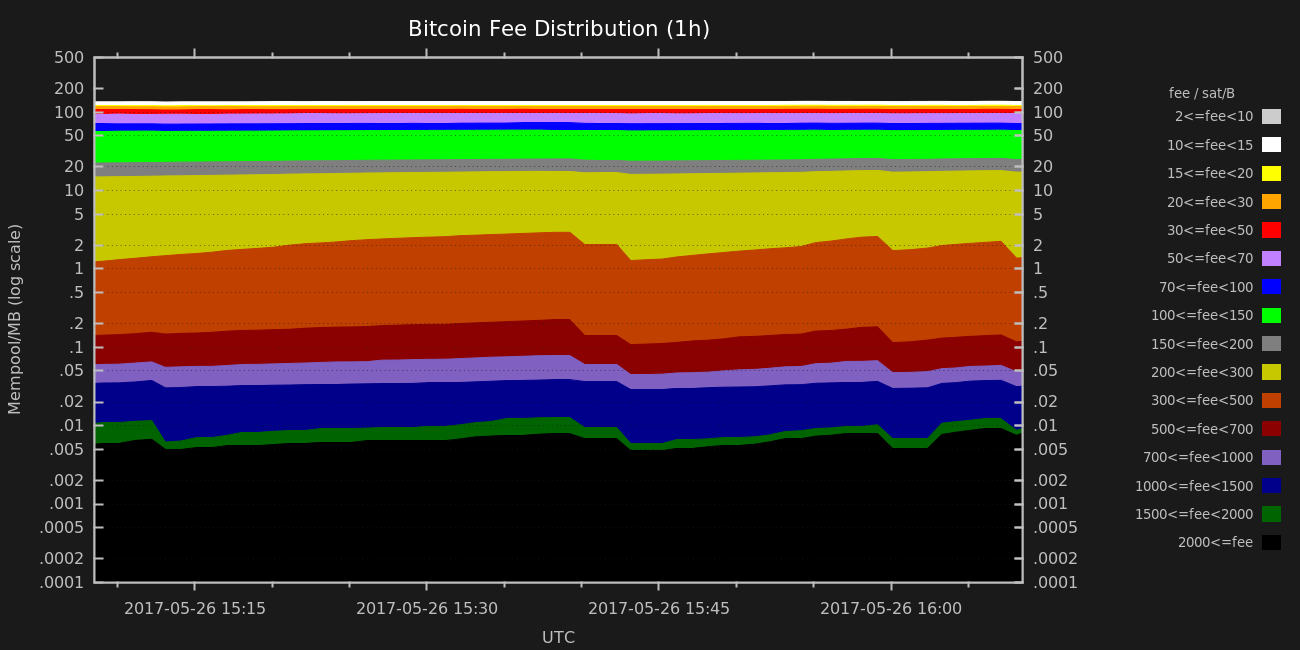 Bitcoin Fee Distribution (1h)
Mempool/MB (log scale)
500
200
100
50
20
10
5
2
1
.5
.2
.1
.05
.02
.01
.005
.002
.001
.0005
.0002
.0001
500
200
100
50
20
10
5
2
1
.5
.2
.1
.05
.02
.01
.005
.002
.001
.0005
.0002
.0001
2017-05-26 15:15
2017-05-26 15:30
2017-05-26 15:45
2017-05-26 16:00
UTC
fee / sat/B
2<=fee<10
10<=fee<15
15<=fee<20
20<=fee<30
30<=fee<50
50<=fee<70
70<=fee<100
100<=fee<150
150<=fee<200
200<=fee<300
300<=fee<500
500<=fee<700
700<=fee<1000
1000<=fee<1500
1500<=fee<2000
2000<=fee